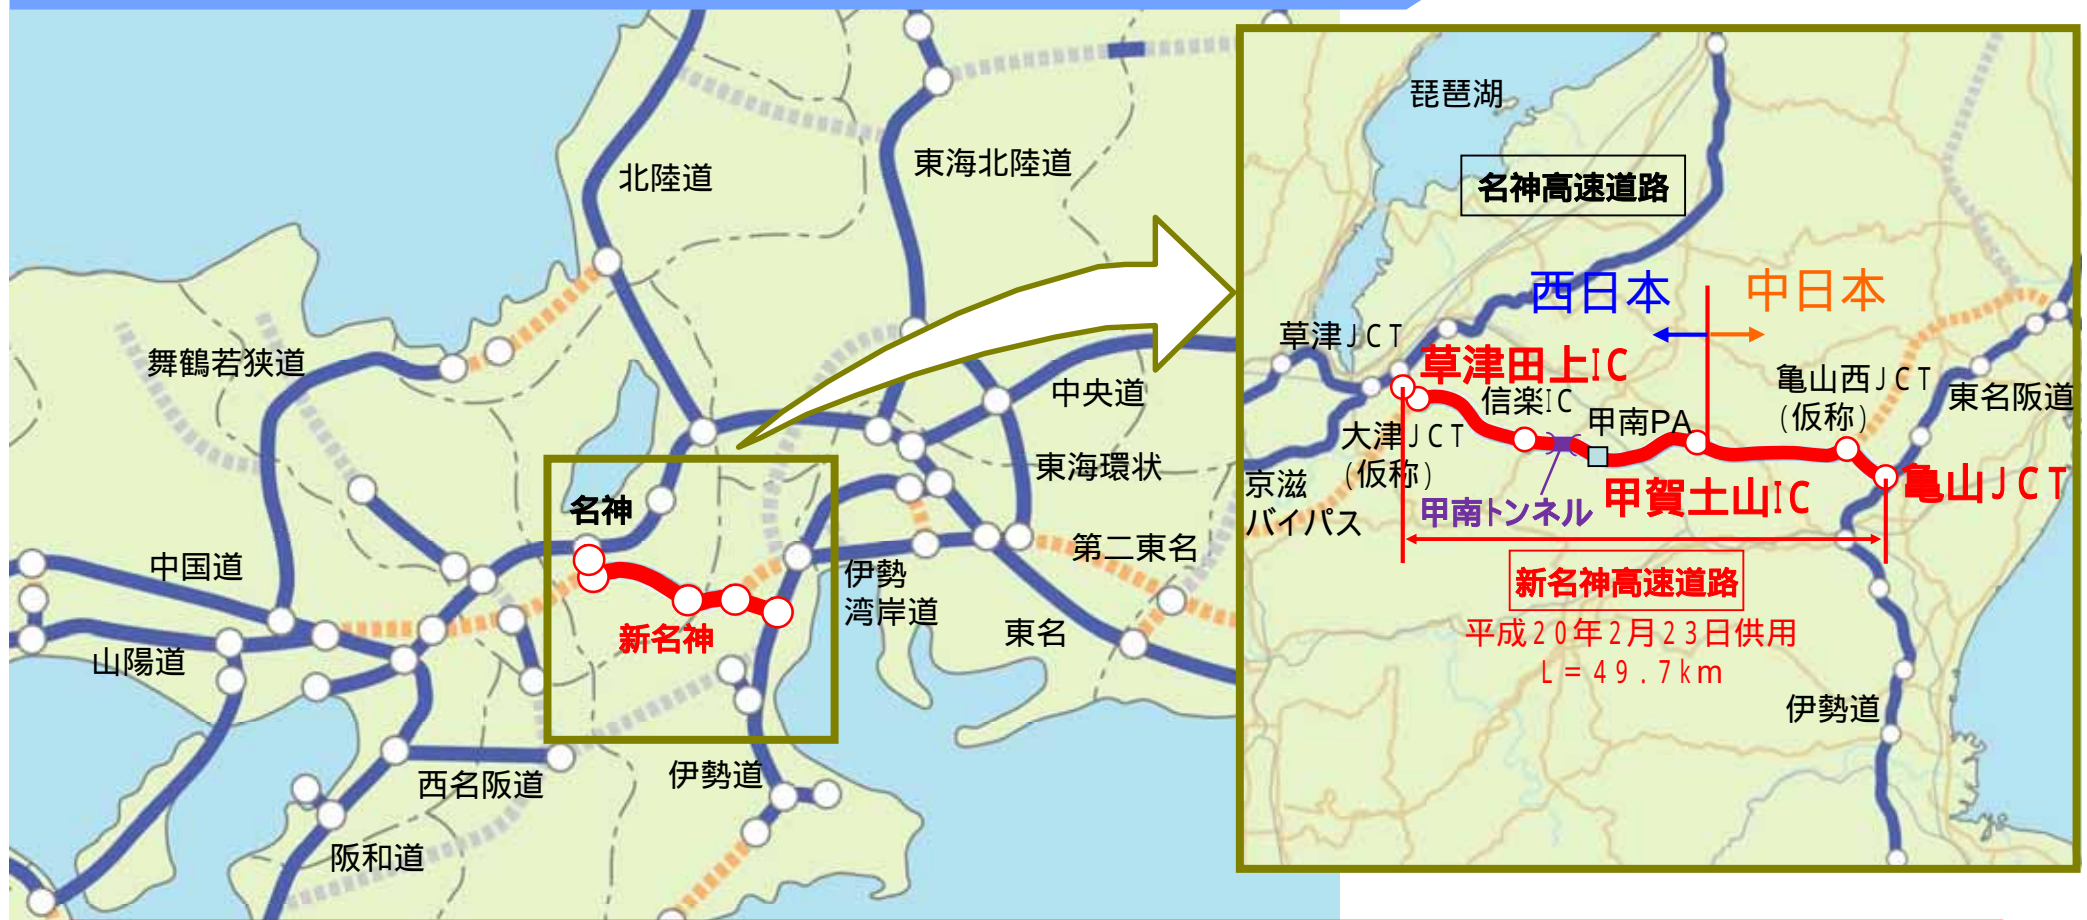 北陸道
東海北陸道
舞鶴若狭道
中央道
東海環状
名神
第二東名
中国道
伊勢
湾岸道
新名神
東名
山陽道
西名阪道
伊勢道
阪和道
琵琶湖
名神高速道路
西日本
中日本
草津JCT
草津田上IC
信楽IC
亀山西JCT
(仮称)
東名阪道
甲南PA
大津JCT
(仮称)
京滋
バイパス
甲南トンネル
甲賀土山IC
亀山JCT
新名神高速道路
平成20年2月23日供用
L=49.7km
伊勢道